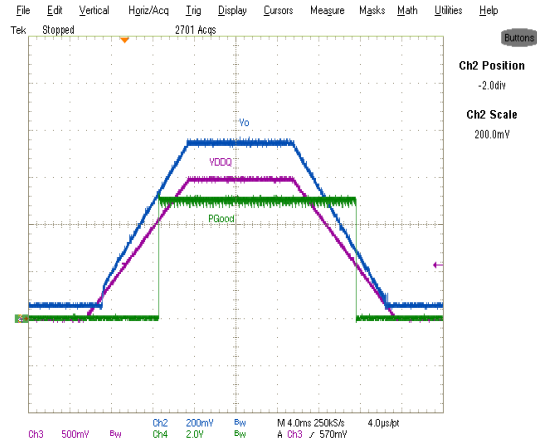 File Edit Vertical Horiz/Acq Trig Display Cursors Measure Masks Math Utilities Help
Tek Stopped 2701 Acqs
Buttons
Ch2 Position
-2.0div
Ch2 Scale
200.0mV
Vo
VDDQ
PGood
Ch2 200mV Bw M 4.0ms 250kS/s 4.0µs/pt
Ch3 500mV Bw Ch4 2.0V Bw A Ch3 / 570mV